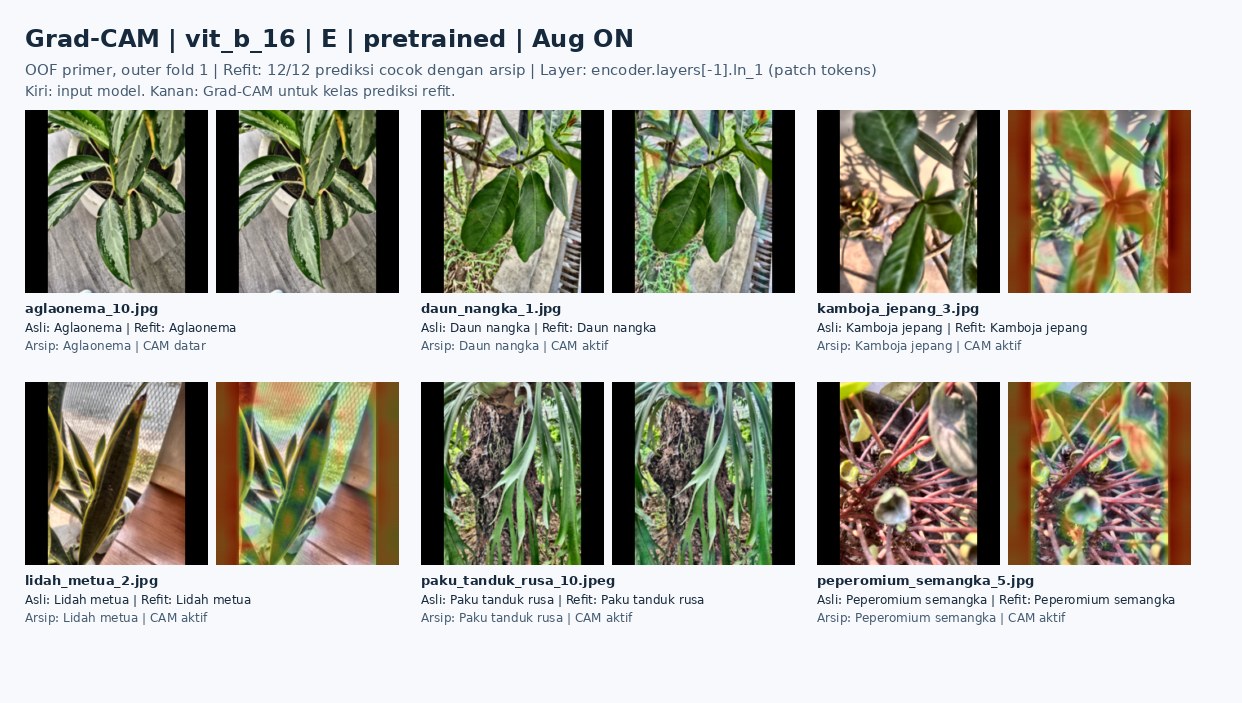 Grad-CAM | vit_b_16 | E | pretrained | Aug ON
OOF primer, outer fold 1 | Refit: 12/12 prediksi cocok dengan arsip | Layer: encoder.layers[-1].ln_1 (patch tokens)
Kiri: input model. Kanan: Grad-CAM untuk kelas prediksi refit.
aglaonema_10.jpg
Asli: Aglaonema | Refit: Aglaonema
Arsip: Aglaonema | CAM datar
daun_nangka_1.jpg
Asli: Daun nangka | Refit: Daun nangka
Arsip: Daun nangka | CAM aktif
kamboja_jepang_3.jpg
Asli: Kamboja jepang | Refit: Kamboja jepang
Arsip: Kamboja jepang | CAM aktif
lidah_metua_2.jpg
Asli: Lidah metua | Refit: Lidah metua
Arsip: Lidah metua | CAM aktif
paku_tanduk_rusa_10.jpeg
Asli: Paku tanduk rusa | Refit: Paku tanduk rusa
Arsip: Paku tanduk rusa | CAM aktif
peperomium_semangka_5.jpg
Asli: Peperomium semangka | Refit: Peperomium semangka
Arsip: Peperomium semangka | CAM aktif